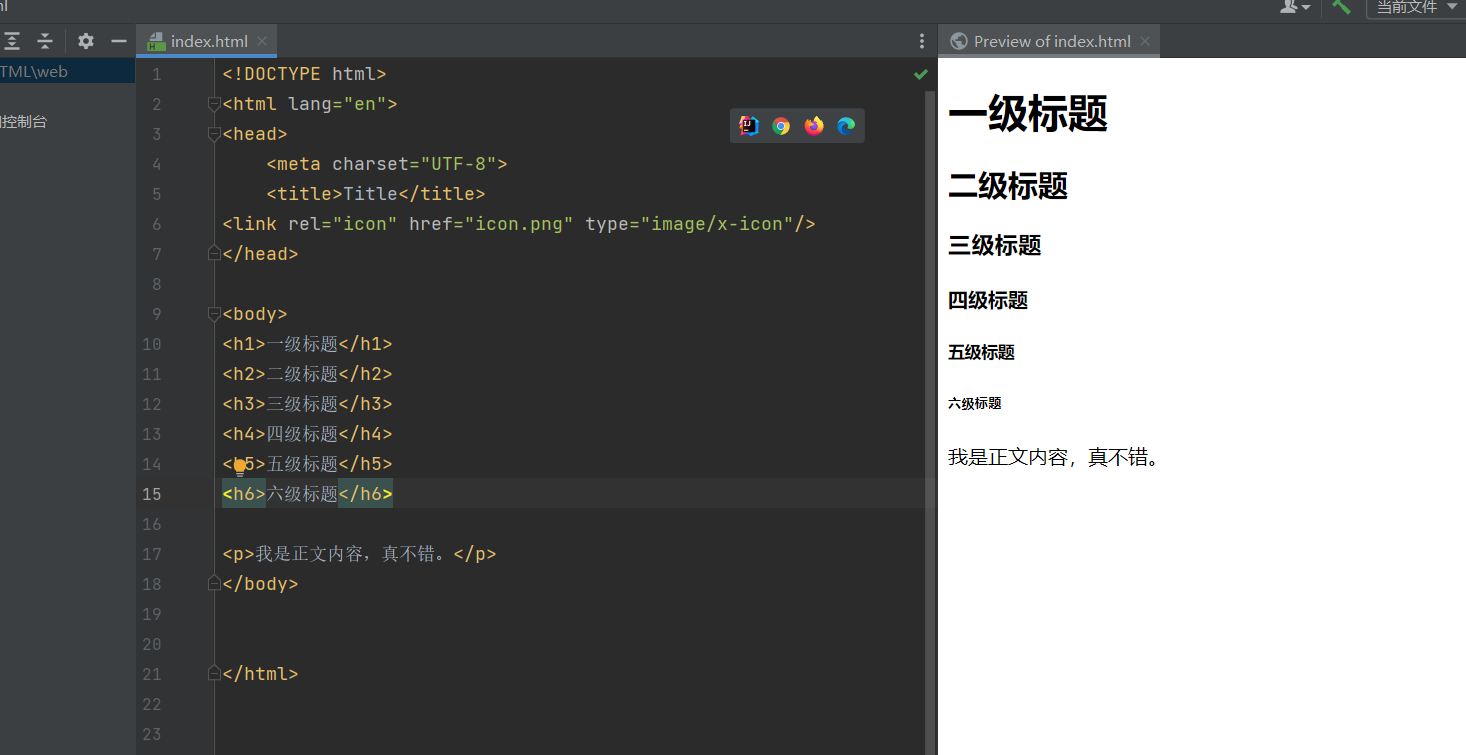 当前文件
index.html
Preview of index.html
TML\web
控制台
1 <!DOCTYPE html>
2 <html lang="en">
3 <head>
4 <meta charset="UTF-8">
5 <title>Title</title>
6 <link rel="icon" href="icon.png" type="image/x-icon"/>
7 </head>
8
9 <body>
10 <h1>一级标题</h1>
11 <h2>二级标题</h2>
12 <h3>三级标题</h3>
13 <h4>四级标题</h4>
14 <h5>五级标题</h5>
15 <h6>六级标题</h6>
16
17 <p>我是正文内容，真不错。</p>
18 </body>
19
20
21 </html>
22
23
一级标题
二级标题
三级标题
四级标题
五级标题
六级标题
我是正文内容，真不错。